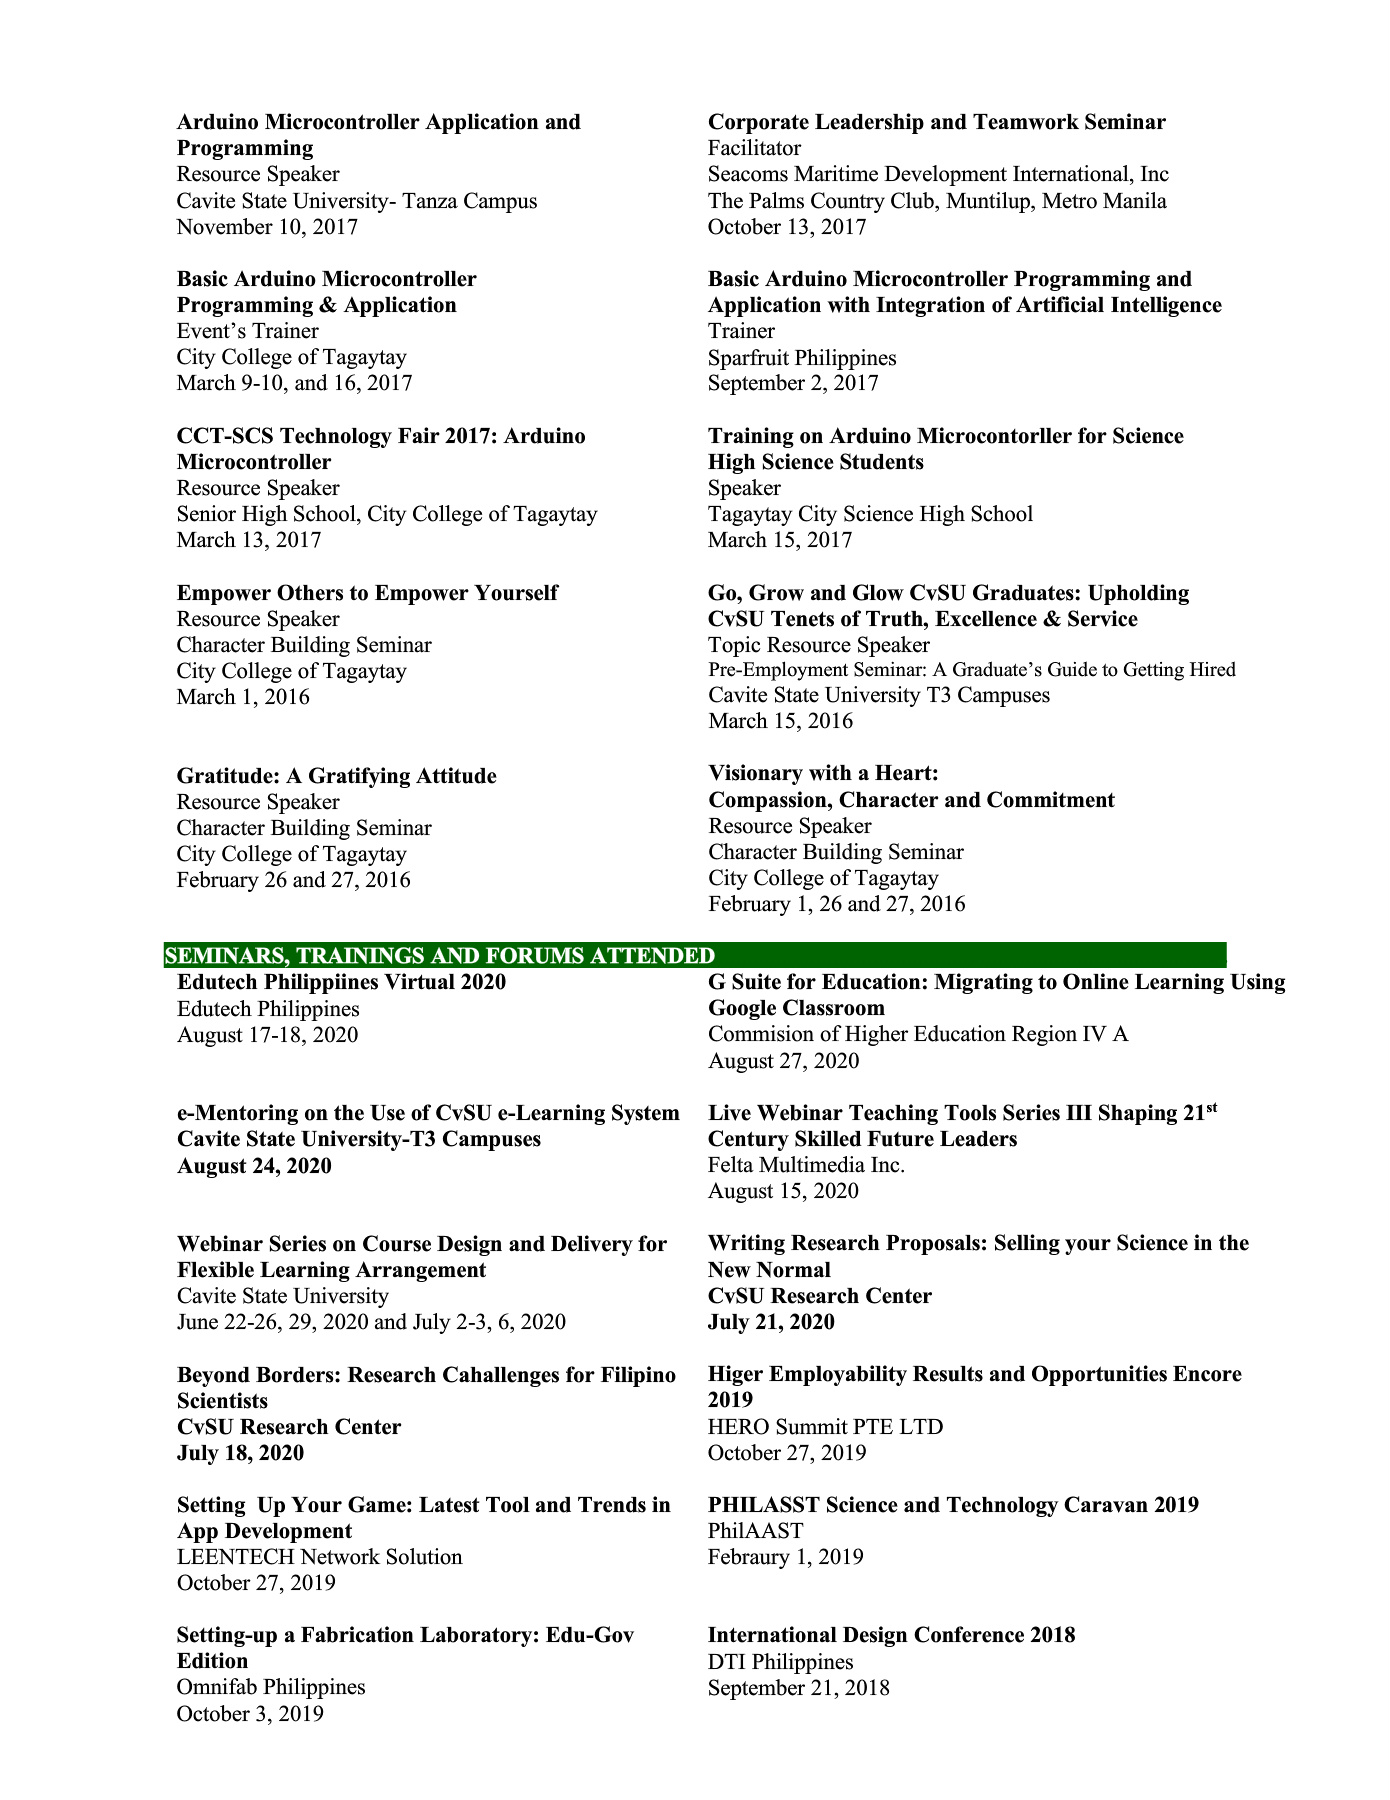 Arduino Microcontroller Application and
Programming
Resource Speaker
Cavite State University- Tanza Campus
November 10, 2017
Corporate Leadership and Teamwork Seminar
Facilitator
Seacoms Maritime Development International, Inc
The Palms Country Club, Muntilup, Metro Manila
October 13, 2017
Basic Arduino Microcontroller
Programming & Application
Event’s Trainer
City College of Tagaytay
March 9-10, and 16, 2017
Basic Arduino Microcontroller Programming and
Application with Integration of Artificial Intelligence
Trainer
Sparfruit Philippines
September 2, 2017
CCT-SCS Technology Fair 2017: Arduino
Microcontroller
Resource Speaker
Senior High School, City College of Tagaytay
March 13, 2017
Training on Arduino Microcontorller for Science
High Science Students
Speaker
Tagaytay City Science High School
March 15, 2017
Empower Others to Empower Yourself
Resource Speaker
Character Building Seminar
City College of Tagaytay
March 1, 2016
Go, Grow and Glow CvSU Graduates: Upholding
CvSU Tenets of Truth, Excellence & Service
Topic Resource Speaker
Pre-Employment Seminar: A Graduate’s Guide to Getting Hired
Cavite State University T3 Campuses
March 15, 2016
Gratitude: A Gratifying Attitude
Resource Speaker
Character Building Seminar
City College of Tagaytay
February 26 and 27, 2016
Visionary with a Heart:
Compassion, Character and Commitment
Resource Speaker
Character Building Seminar
City College of Tagaytay
February 1, 26 and 27, 2016
SEMINARS, TRAININGS AND FORUMS ATTENDED
Edutech Philippiines Virtual 2020
Edutech Philippines
August 17-18, 2020
G Suite for Education: Migrating to Online Learning Using
Google Classroom
Commision of Higher Education Region IV A
August 27, 2020
e-Mentoring on the Use of CvSU e-Learning System
Cavite State University-T3 Campuses
August 24, 2020
Live Webinar Teaching Tools Series III Shaping 21st
Century Skilled Future Leaders
Felta Multimedia Inc.
August 15, 2020
Webinar Series on Course Design and Delivery for
Flexible Learning Arrangement
Cavite State University
June 22-26, 29, 2020 and July 2-3, 6, 2020
Writing Research Proposals: Selling your Science in the
New Normal
CvSU Research Center
July 21, 2020
Beyond Borders: Research Cahallenges for Filipino
Scientists
CvSU Research Center
July 18, 2020
Higer Employability Results and Opportunities Encore
2019
HERO Summit PTE LTD
October 27, 2019
Setting  Up Your Game: Latest Tool and Trends in
App Development
LEENTECH Network Solution
October 27, 2019
PHILASST Science and Technology Caravan 2019
PhilAAST
Febraury 1, 2019
Setting-up a Fabrication Laboratory: Edu-Gov
Edition
Omnifab Philippines
October 3, 2019
International Design Conference 2018
DTI Philippines
September 21, 2018